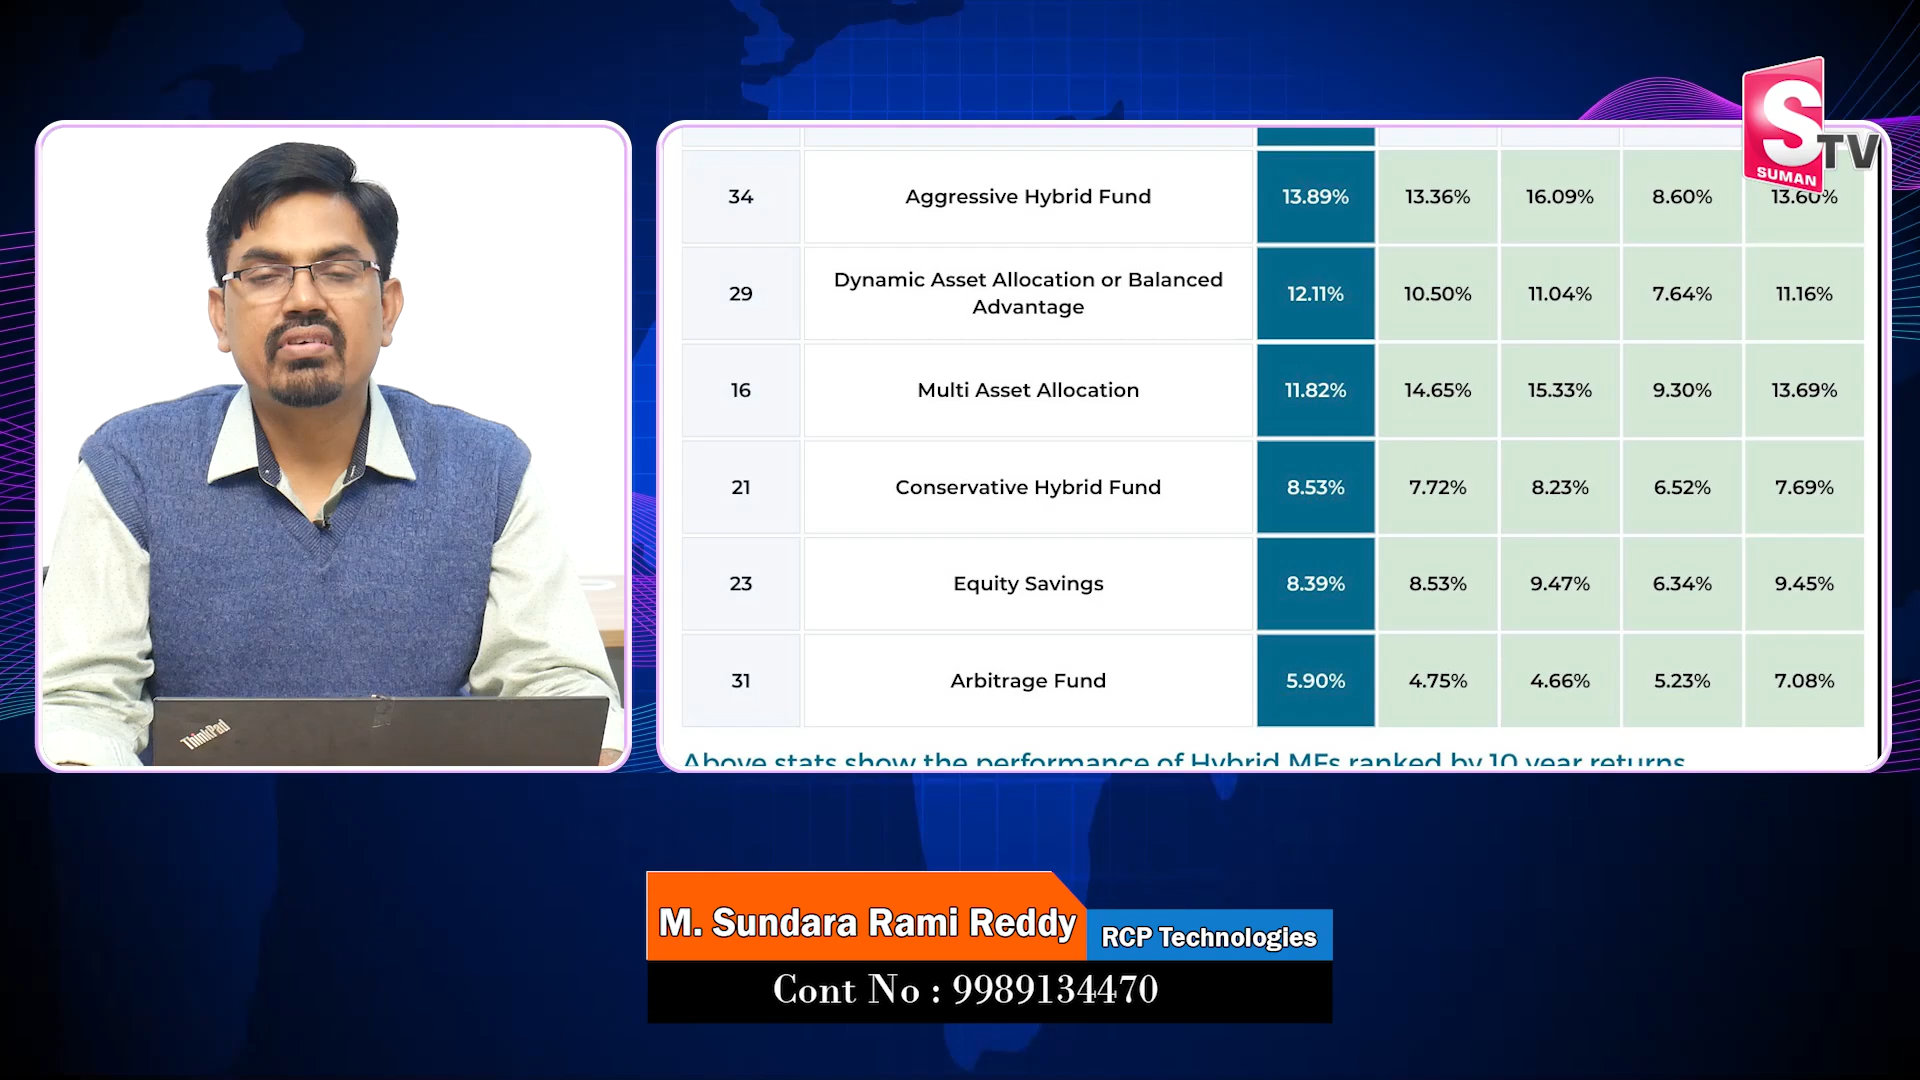 S
TV
SUMAN
34 Aggressive Hybrid Fund 13.89% 13.36% 16.09% 8.60% 13.60%
29 Dynamic Asset Allocation or Balanced Advantage 12.11% 10.50% 11.04% 7.64% 11.16%
16 Multi Asset Allocation 11.82% 14.65% 15.33% 9.30% 13.69%
21 Conservative Hybrid Fund 8.53% 7.72% 8.23% 6.52% 7.69%
23 Equity Savings 8.39% 8.53% 9.47% 6.34% 9.45%
31 Arbitrage Fund 5.90% 4.75% 4.66% 5.23% 7.08%
Above stats show the performance of Hybrid MFs ranked by 10 year returns
ThinkPad
M. Sundara Rami Reddy
RCP Technologies
Cont No : 9989134470